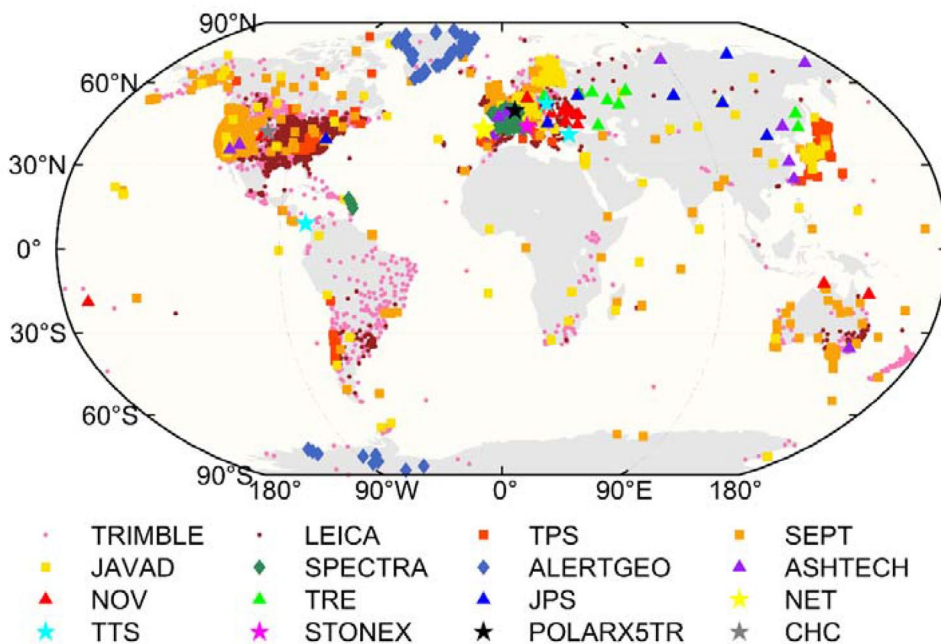 90°N
60°N
30°N
0°
30°S
60°S
90°S
180° 90°W 0° 90°E 180°
TRIMBLE LEICA TPS SEPT
JAVAD SPECTRA ALERTGEO ASHTECH
NOV TRE JPS NET
TTS STONEX POLARX5TR CHC